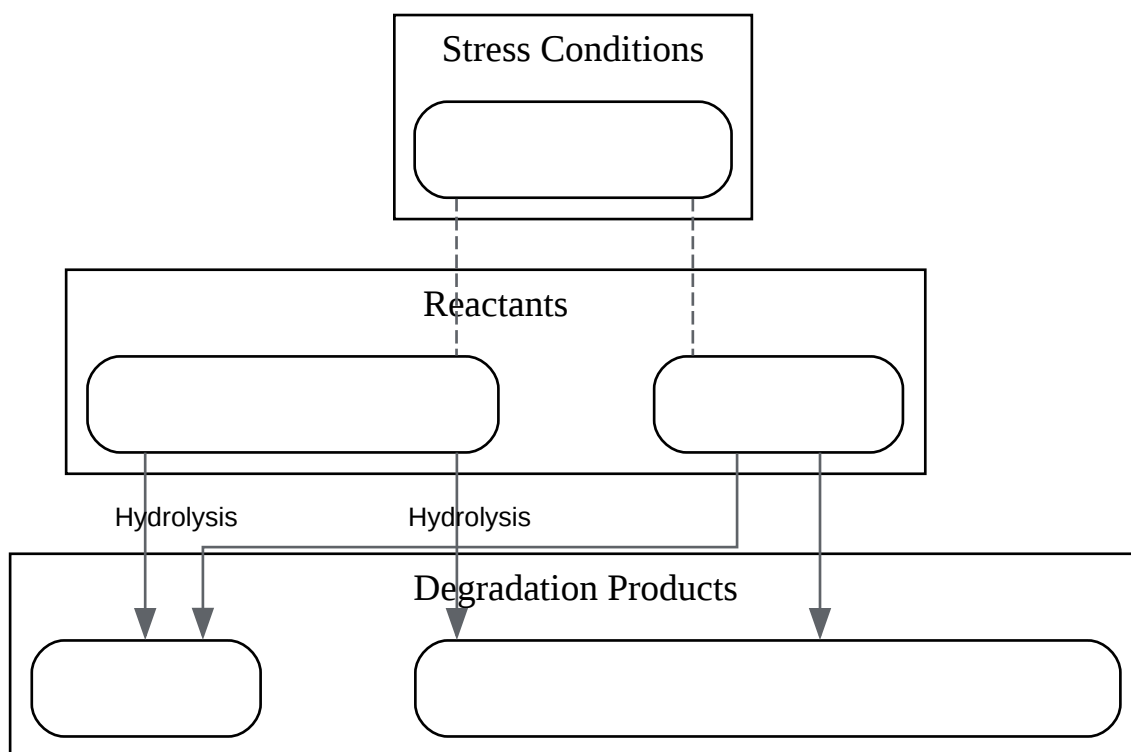 Stress Conditions
Reactants
Hydrolysis
Hydrolysis
Degradation Products